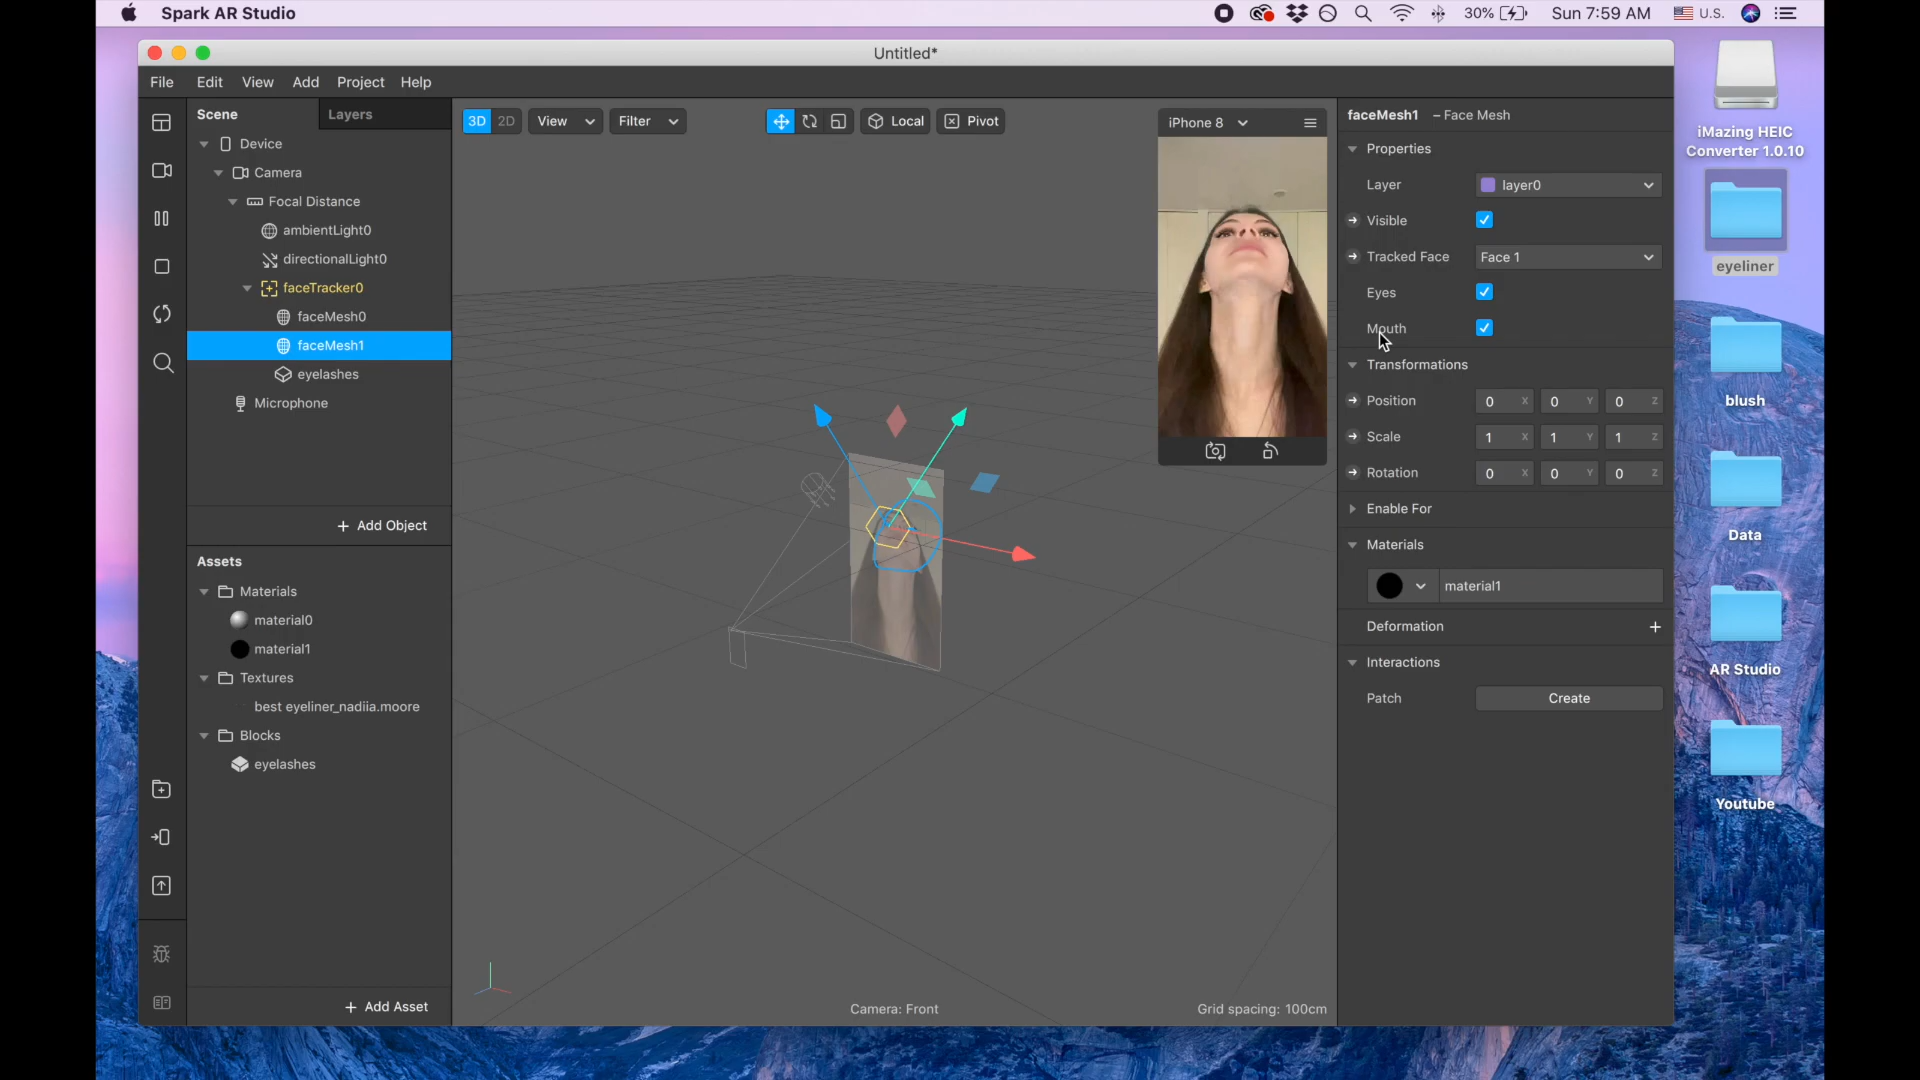 Spark AR Studio
30%
Sun 7:59 AM
U.S.
Untitled*
File Edit View Add Project Help
Scene Layers
3D 2D View Filter Local Pivot
Device
Camera
Focal Distance
ambientLight0
directionalLight0
faceTracker0
faceMesh0
faceMesh1
eyelashes
Microphone
+ Add Object
Assets
Materials
material0
material1
Textures
best eyeliner_nadiia.moore
Blocks
eyelashes
+ Add Asset
iPhone 8
Camera: Front
Grid spacing: 100cm
faceMesh1 – Face Mesh
Properties
Layer layer0
Visible
Tracked Face Face 1
Eyes
Mouth
Transformations
Position 0 X 0 Y 0 Z
Scale 1 X 1 Y 1 Z
Rotation 0 X 0 Y 0 Z
Enable For
Materials
material1
Deformation +
Interactions
Patch Create
iMazing HEIC
Converter 1.0.10
eyeliner
blush
Data
AR Studio
Youtube